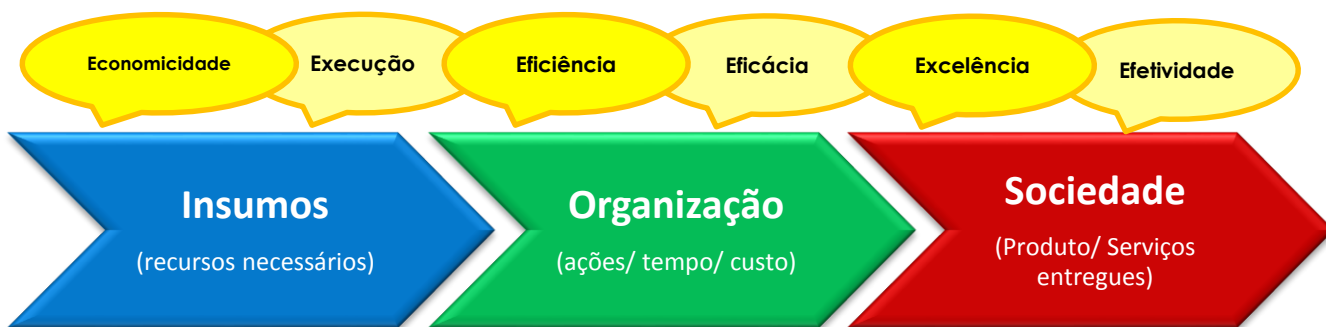 Economicidade
Execução
Eficiência
Eficácia
Excelência
Efetividade
Insumos
(recursos necessários)
Organização
(ações/ tempo/ custo)
Sociedade
(Produto/ Serviços
entregues)